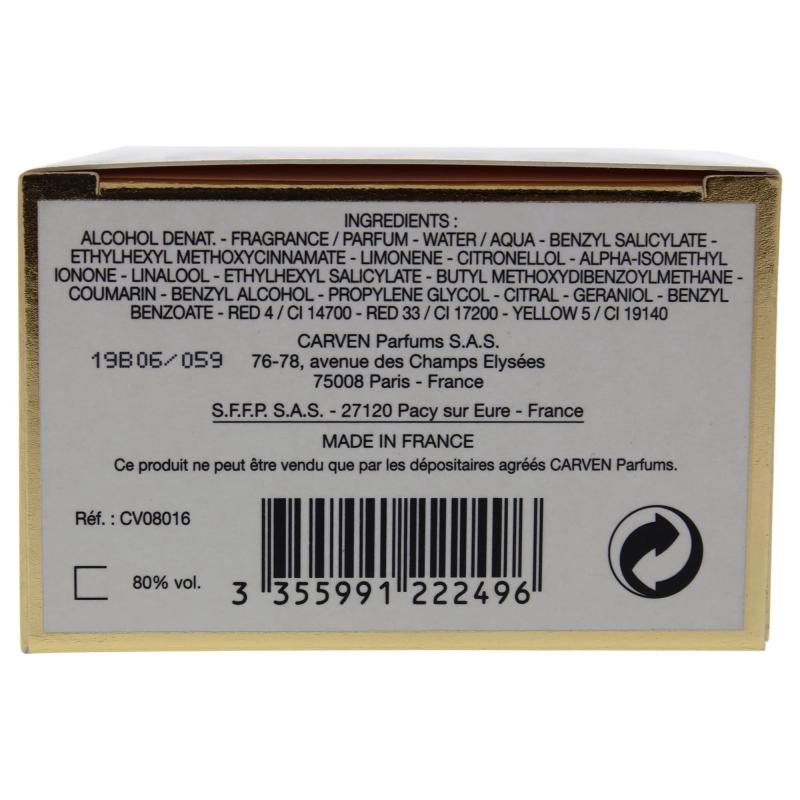 INGREDIENTS :
ALCOHOL DENAT. - FRAGRANCE / PARFUM - WATER / AQUA - BENZYL SALICYLATE -
ETHYLHEXYL METHOXYCINNAMATE - LIMONENE - CITRONELLOL - ALPHA-ISOMETHYL
IONONE - LINALOOL - ETHYLHEXYL SALICYLATE - BUTYL METHOXYDIBENZOYLMETHANE -
COUMARIN - BENZYL ALCOHOL - PROPYLENE GLYCOL - CITRAL - GERANIOL - BENZYL
BENZOATE - RED 4 / CI 14700 - RED 33 / CI 17200 - YELLOW 5 / CI 19140
CARVEN Parfums S.A.S.
19B06/059 76-78, avenue des Champs Elysées
75008 Paris - France
S.F.F.P. S.A.S. - 27120 Pacy sur Eure - France
MADE IN FRANCE
Ce produit ne peut être vendu que par les dépositaires agréés CARVEN Parfums.
Réf. : CV08016
80% vol.
3 355991 222496